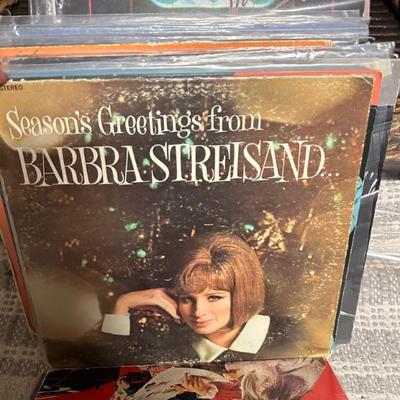 STEREO
Season's Greetings from
BARBRA STREISAND...